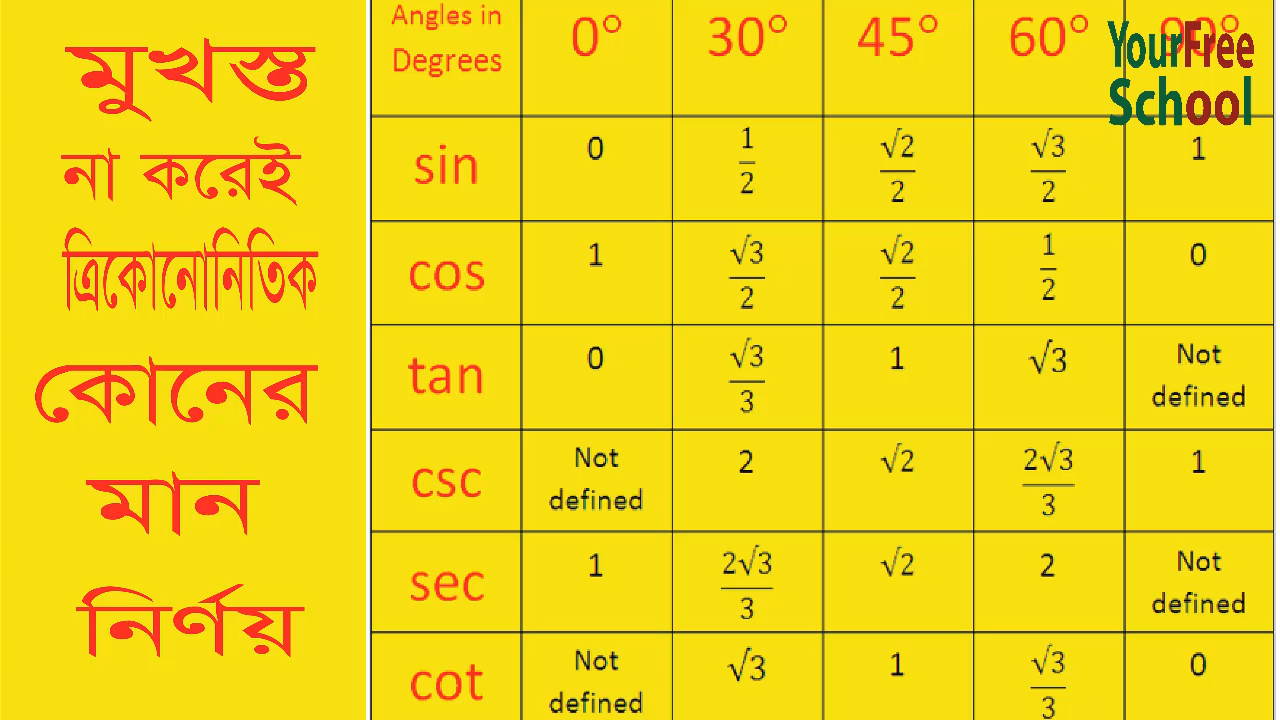 মুখস্ত
না করেই
ত্রিকোনোনিতিক
কোনের
মান
নির্ণয়
Angles in Degrees 0° 30° 45° 60° 90°
YourFree
School
sin 0 1/2 √2/2 √3/2 1
cos 1 √3/2 √2/2 1/2 0
tan 0 √3/3 1 √3 Not defined
csc Not defined 2 √2 2√3/3 1
sec 1 2√3/3 √2 2 Not defined
cot Not defined √3 1 √3/3 0